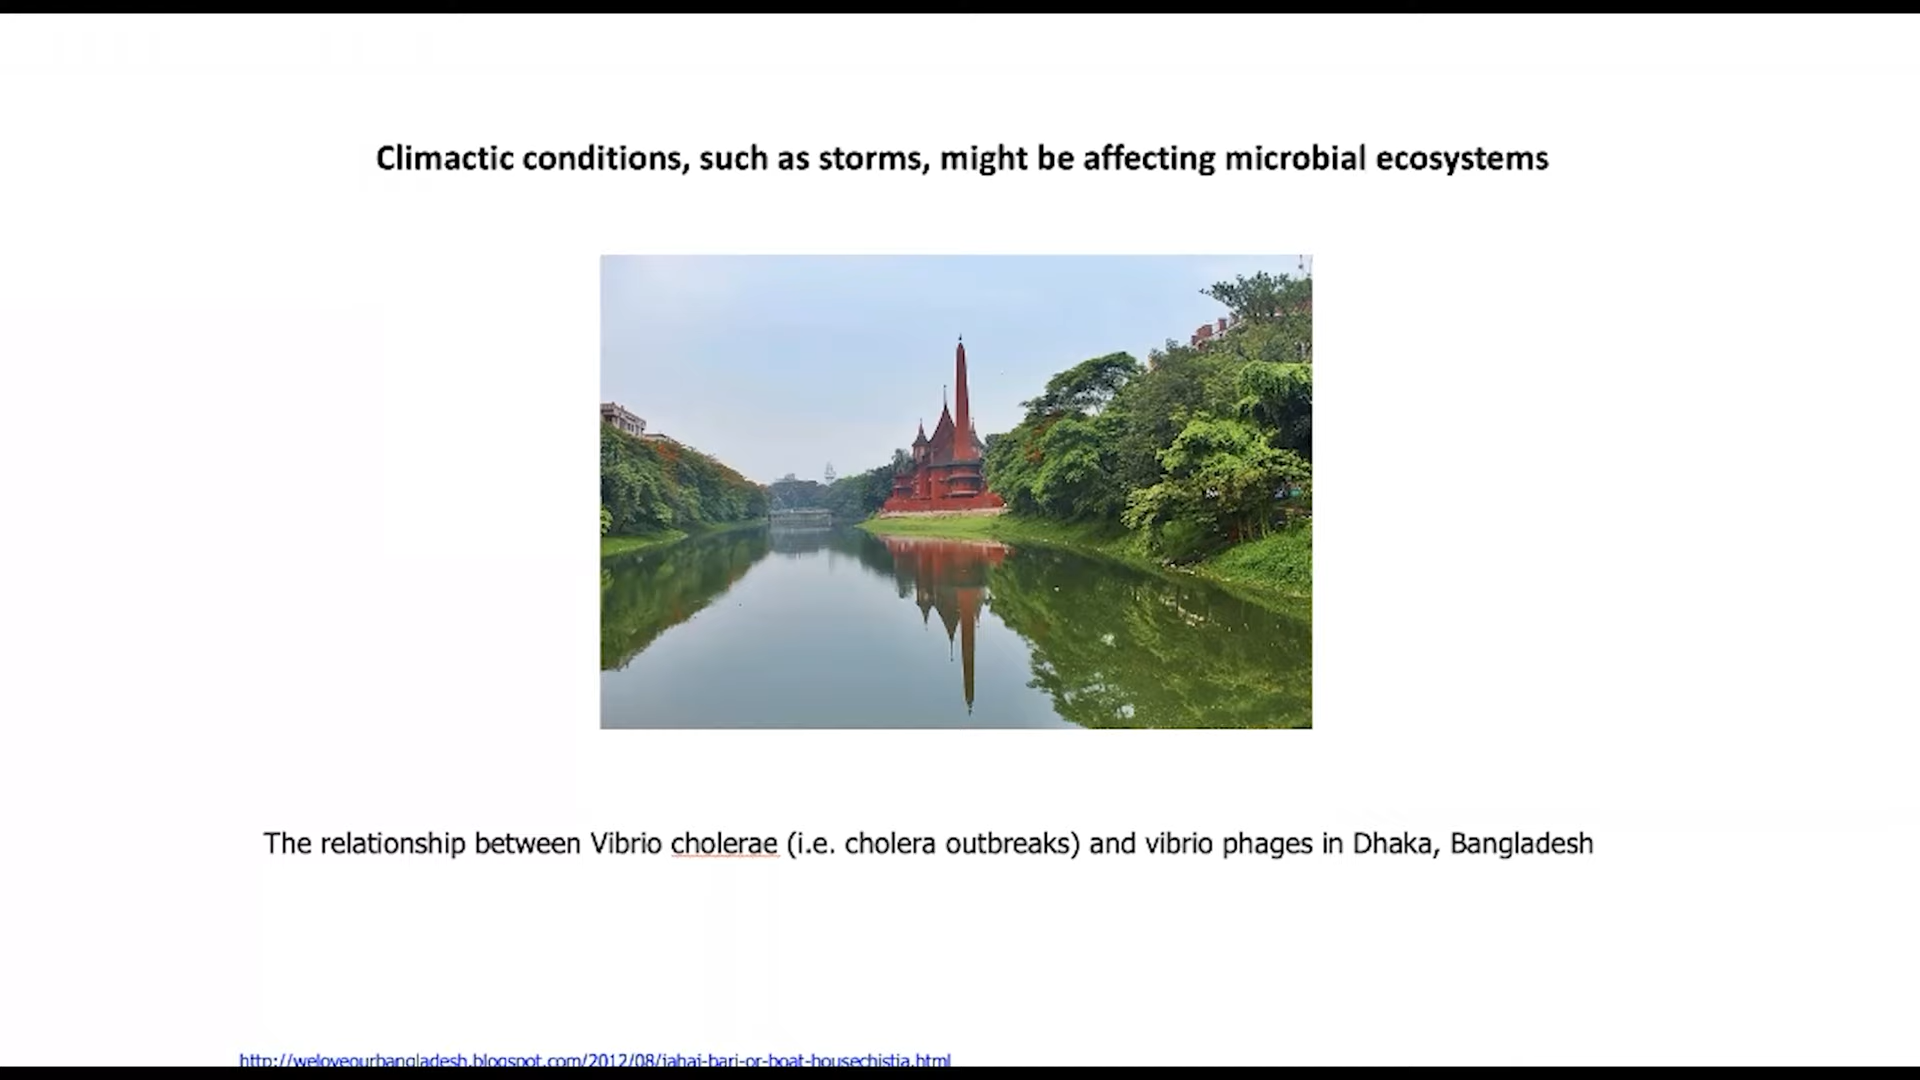 Climactic conditions, such as storms, might be affecting microbial ecosystems
The relationship between Vibrio cholerae (i.e. cholera outbreaks) and vibrio phages in Dhaka, Bangladesh
http://weloveourbangladesh.blogspot.com/2012/08/jahaj-bari-or-boat-housechistia.html